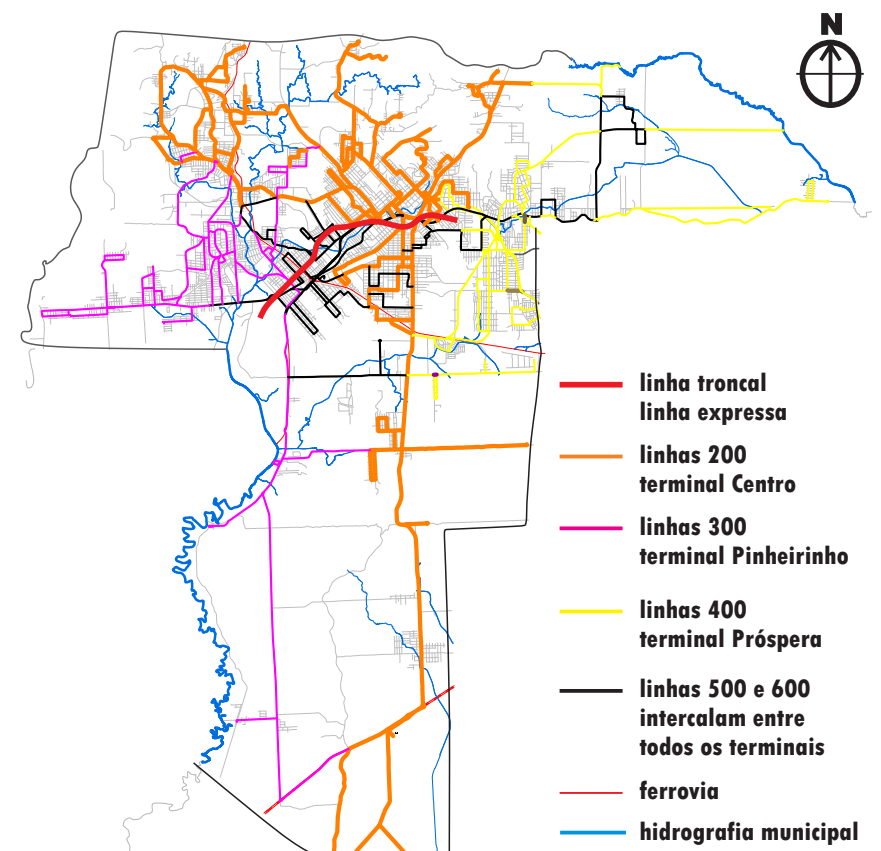 N
linha troncal
linha expressa
linhas 200
terminal Centro
linhas 300
terminal Pinheirinho
linhas 400
terminal Próspera
linhas 500 e 600
intercalam entre
todos os terminais
ferrovia
hidrografia municipal